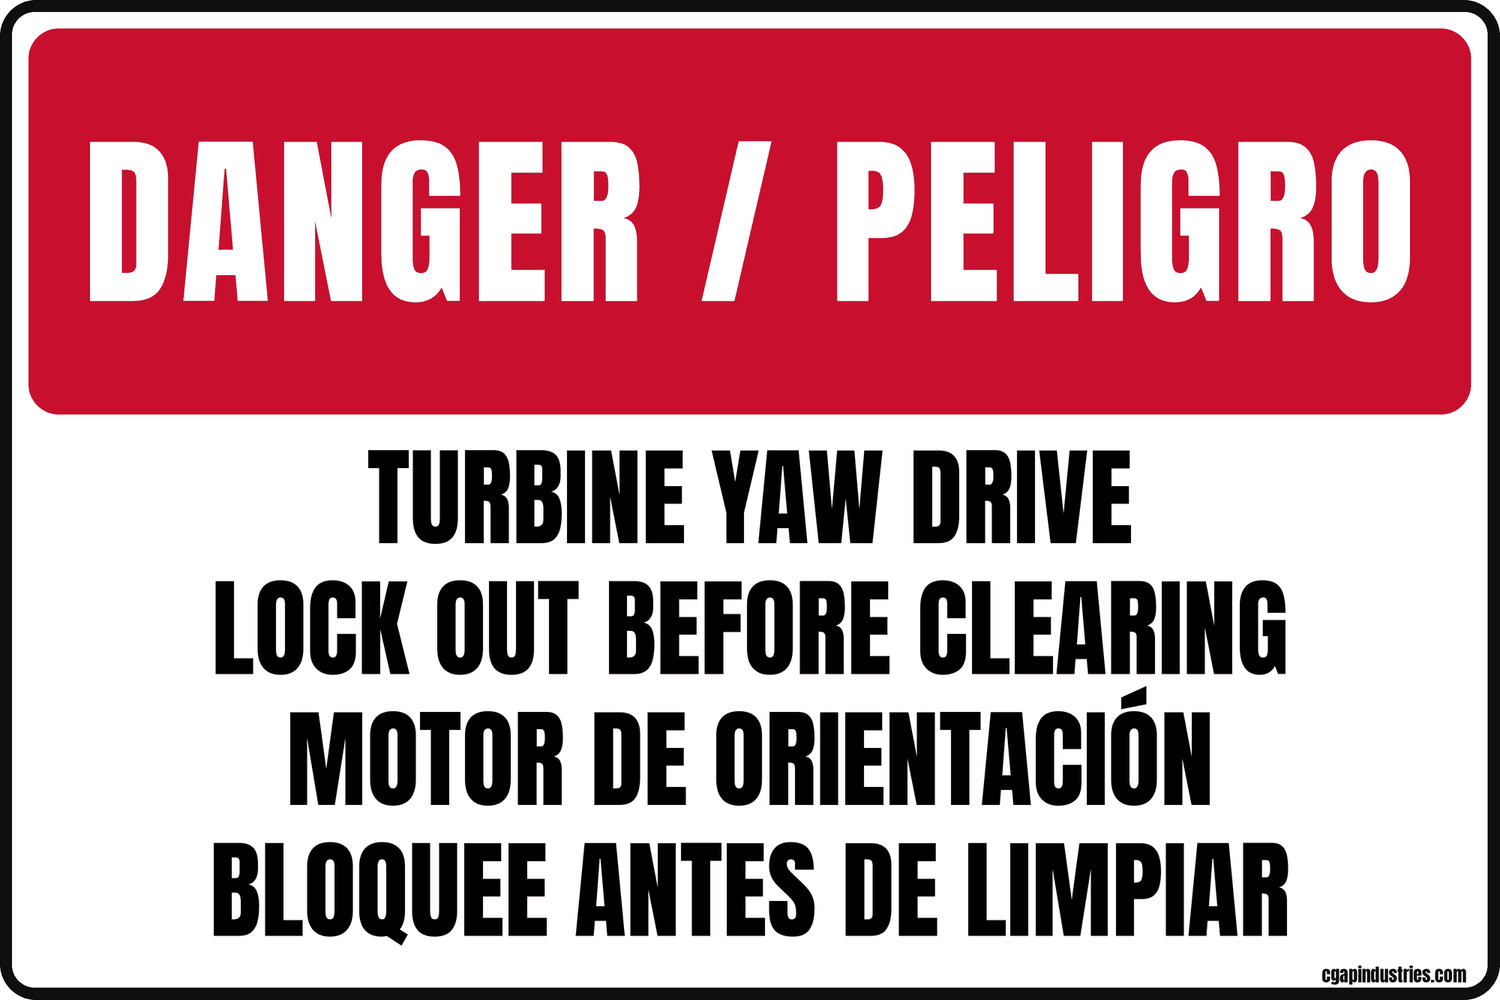 DANGER / PELIGRO
TURBINE YAW DRIVE
LOCK OUT BEFORE CLEARING
MOTOR DE ORIENTACIÓN
BLOQUEE ANTES DE LIMPIAR
cgapindustries.com